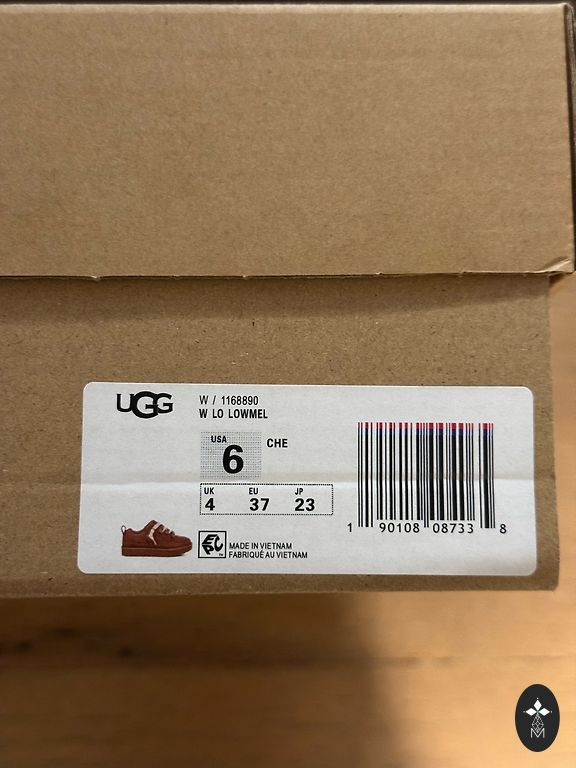 UGG
W / 1168890
W LO LOWMEL
USA
6
CHE
UK EU JP
4 37 23
MADE IN VIETNAM
FABRIQUÉ AU VIETNAM
1 90108 08733 8
M